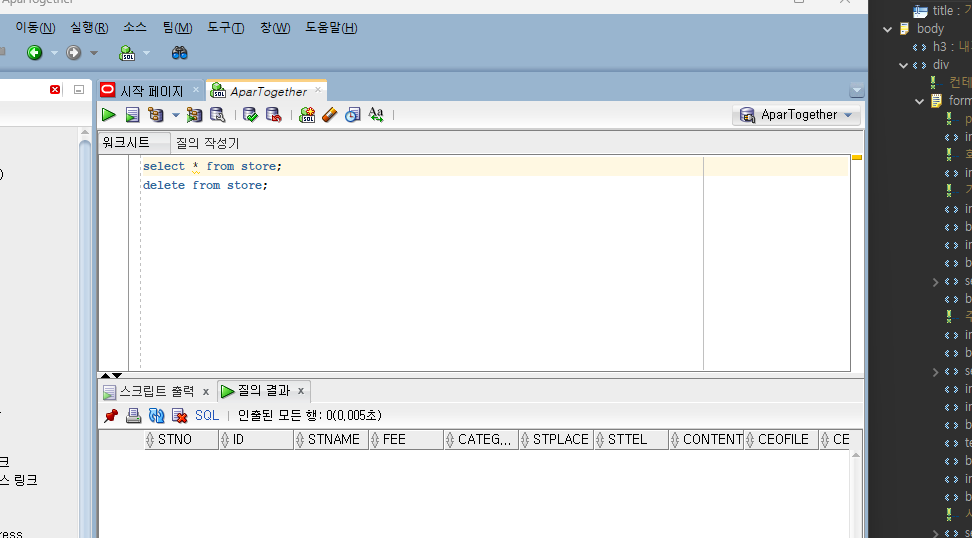 AparTogether
이동(N) 실행(R) 소스 팀(M) 도구(T) 창(W) 도움말(H)
시작 페이지 × AparTogether ×
AparTogether
워크시트 질의 작성기
select * from store;
delete from store;
스크립트 출력 × 질의 결과 ×
SQL | 인출된 모든 행: 0(0,005초)
STNO ID STNAME FEE CATEG... STPLACE STTEL CONTENT CEOFILE CE
)
크
스 링크
ress
title : 기
body
h3 : 내
div
컨테
form
p
in
호
in
기
in
b
in
b
se
b
주
in
b
se
in
in
b
te
b
in
b
사
se